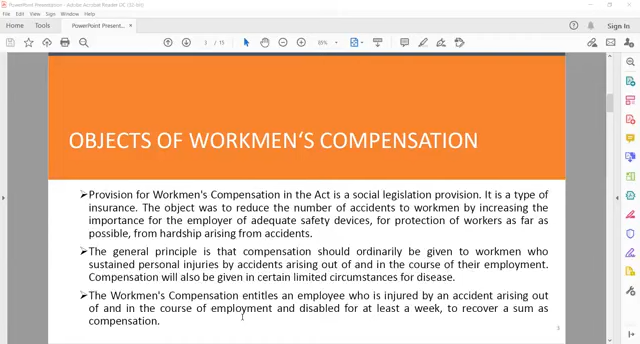 PowerPoint Presentation - Adobe Acrobat Reader DC (32-bit)
File Edit View Sign Window Help
Home Tools PowerPoint Present...
Sign In
3 / 15
OBJECTS OF WORKMEN'S COMPENSATION
➢Provision for Workmen's Compensation in the Act is a social legislation provision. It is a type of
insurance. The object was to reduce the number of accidents to workmen by increasing the
importance for the employer of adequate safety devices, for protection of workers as far as
possible, from hardship arising from accidents.
➢The general principle is that compensation should ordinarily be given to workmen who
sustained personal injuries by accidents arising out of and in the course of their employment.
Compensation will also be given in certain limited circumstances for disease.
➢The Workmen's Compensation entitles an employee who is injured by an accident arising out
of and in the course of employment and disabled for at least a week, to recover a sum as
compensation.